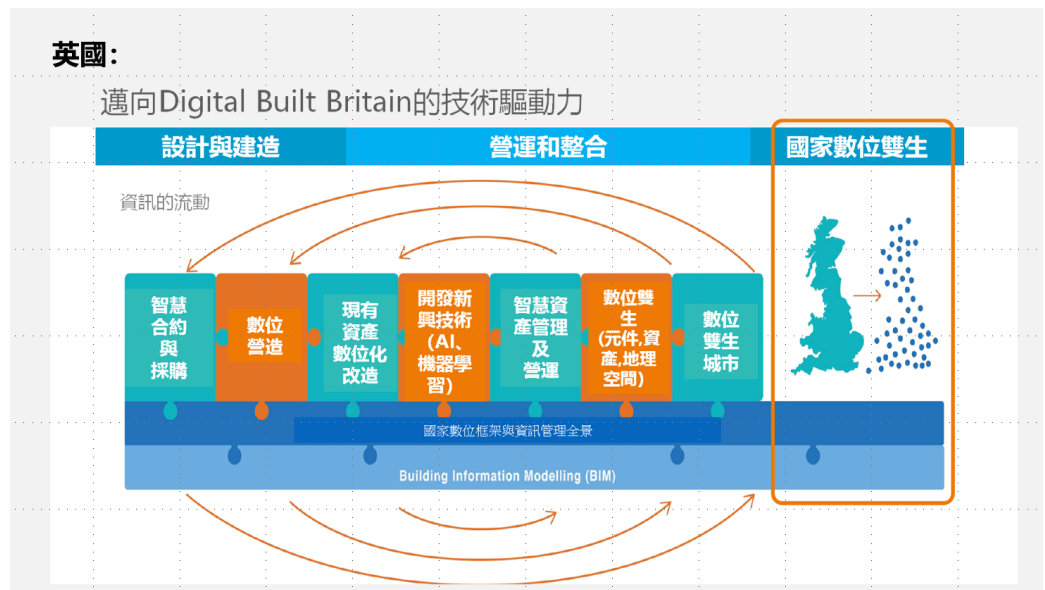 英國：
邁向Digital Built Britain的技術驅動力
設計與建造
營運和整合
國家數位雙生
資訊的流動
智慧
合約
與
採購
數位
營造
現有
資產
數位化
改造
開發新
興技術
(AI、
機器學
習)
智慧資
產管理
及
營運
數位雙
生
(元件,資
產,地理
空間)
數位
雙生
城市
國家數位框架與資訊管理全景
Building Information Modelling (BIM)